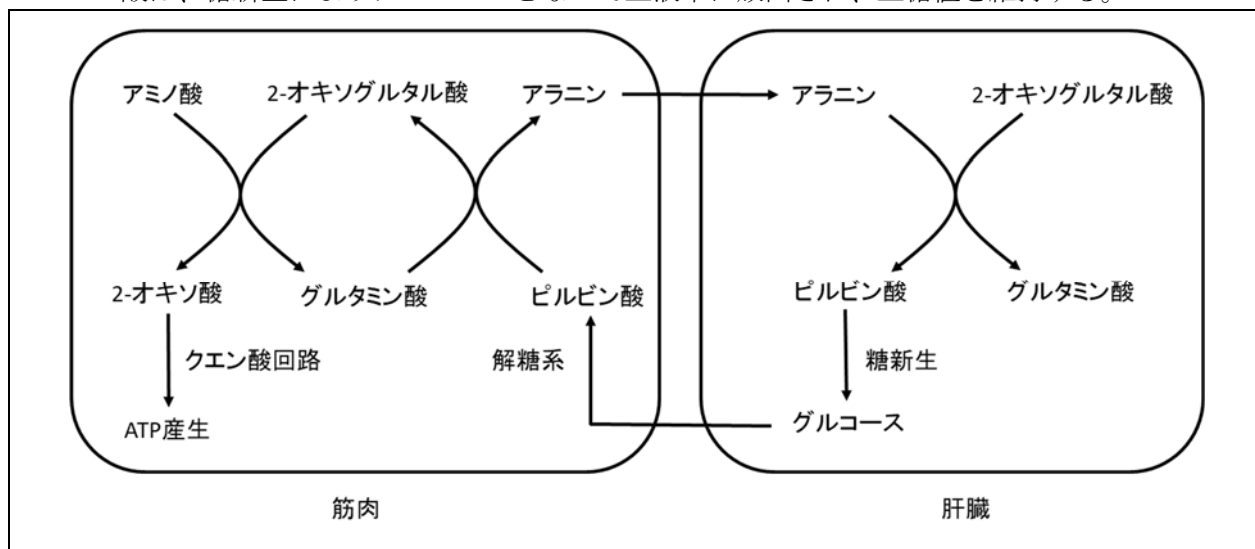 アミノ酸 2-オキソグルタル酸 アラニン アラニン 2-オキソグルタル酸
2-オキソ酸 グルタミン酸 ピルビン酸 ピルビン酸 グルタミン酸
クエン酸回路 解糖系 糖新生
ATP産生 グルコース
筋肉 肝臓